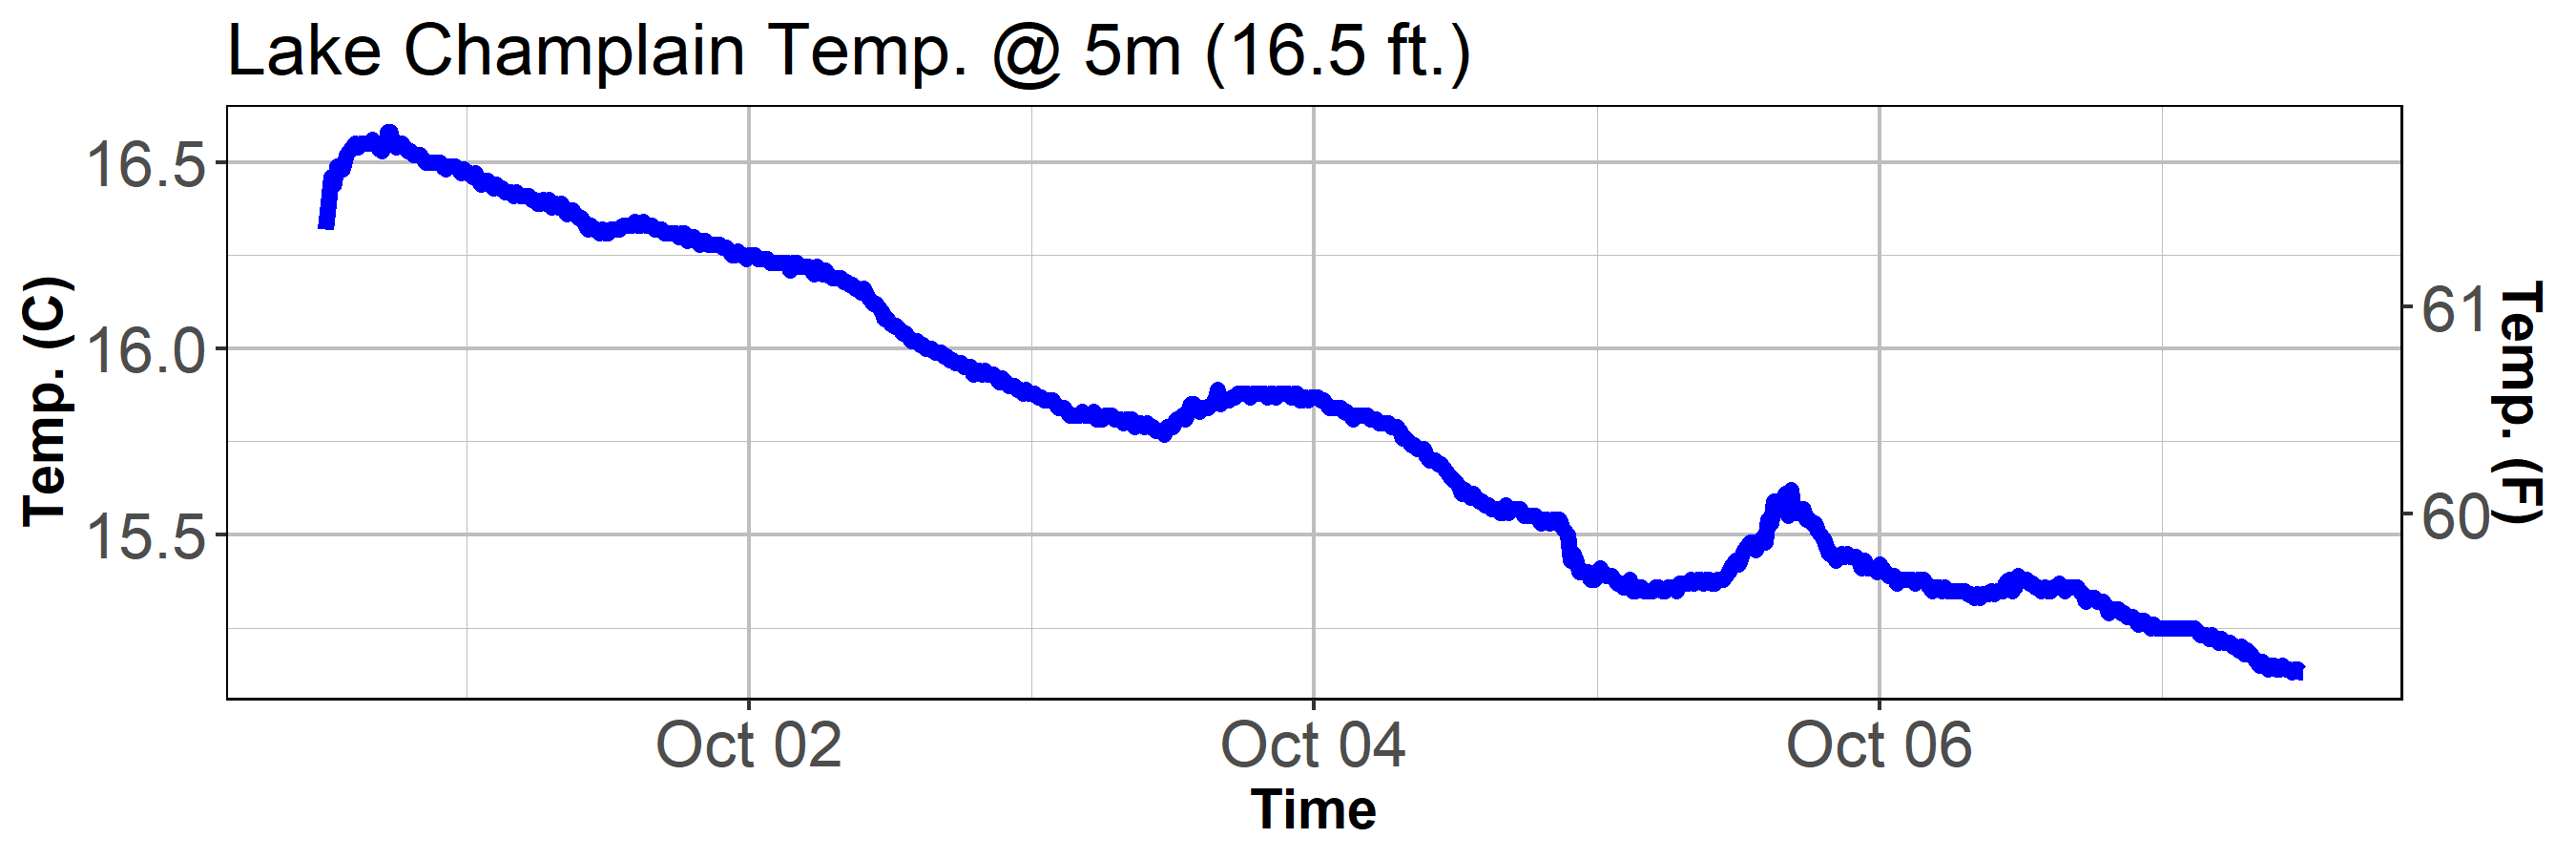 Lake Champlain Temp. @ 5m (16.5 ft.)
Temp. (C)
16.5
16.0
15.5
61
60
Temp. (F)
Oct 02
Oct 04
Oct 06
Time